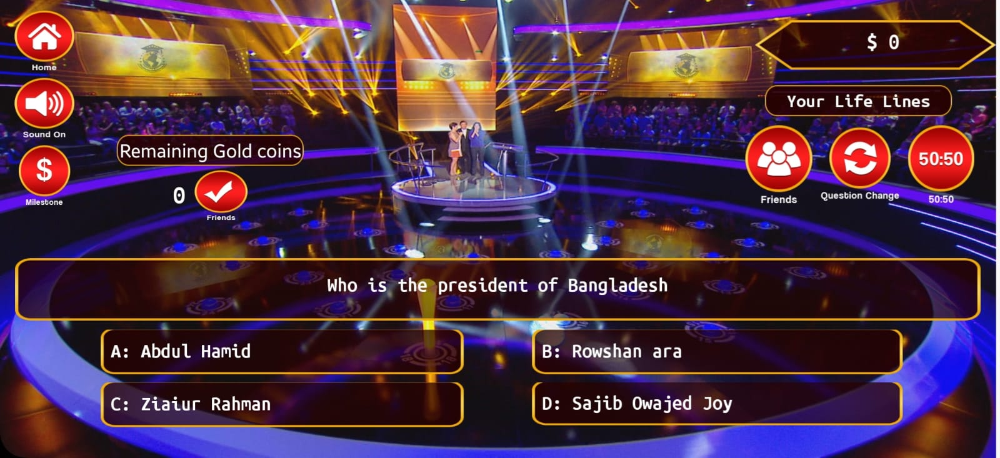 Home
Sound On
$
Milestone
Remaining Gold coins
0
Friends
$ 0
Your Life Lines
Friends
Question Change
50:50
50:50
Who is the president of Bangladesh
A: Abdul Hamid
B: Rowshan ara
C: Ziaiur Rahman
D: Sajib Owajed Joy